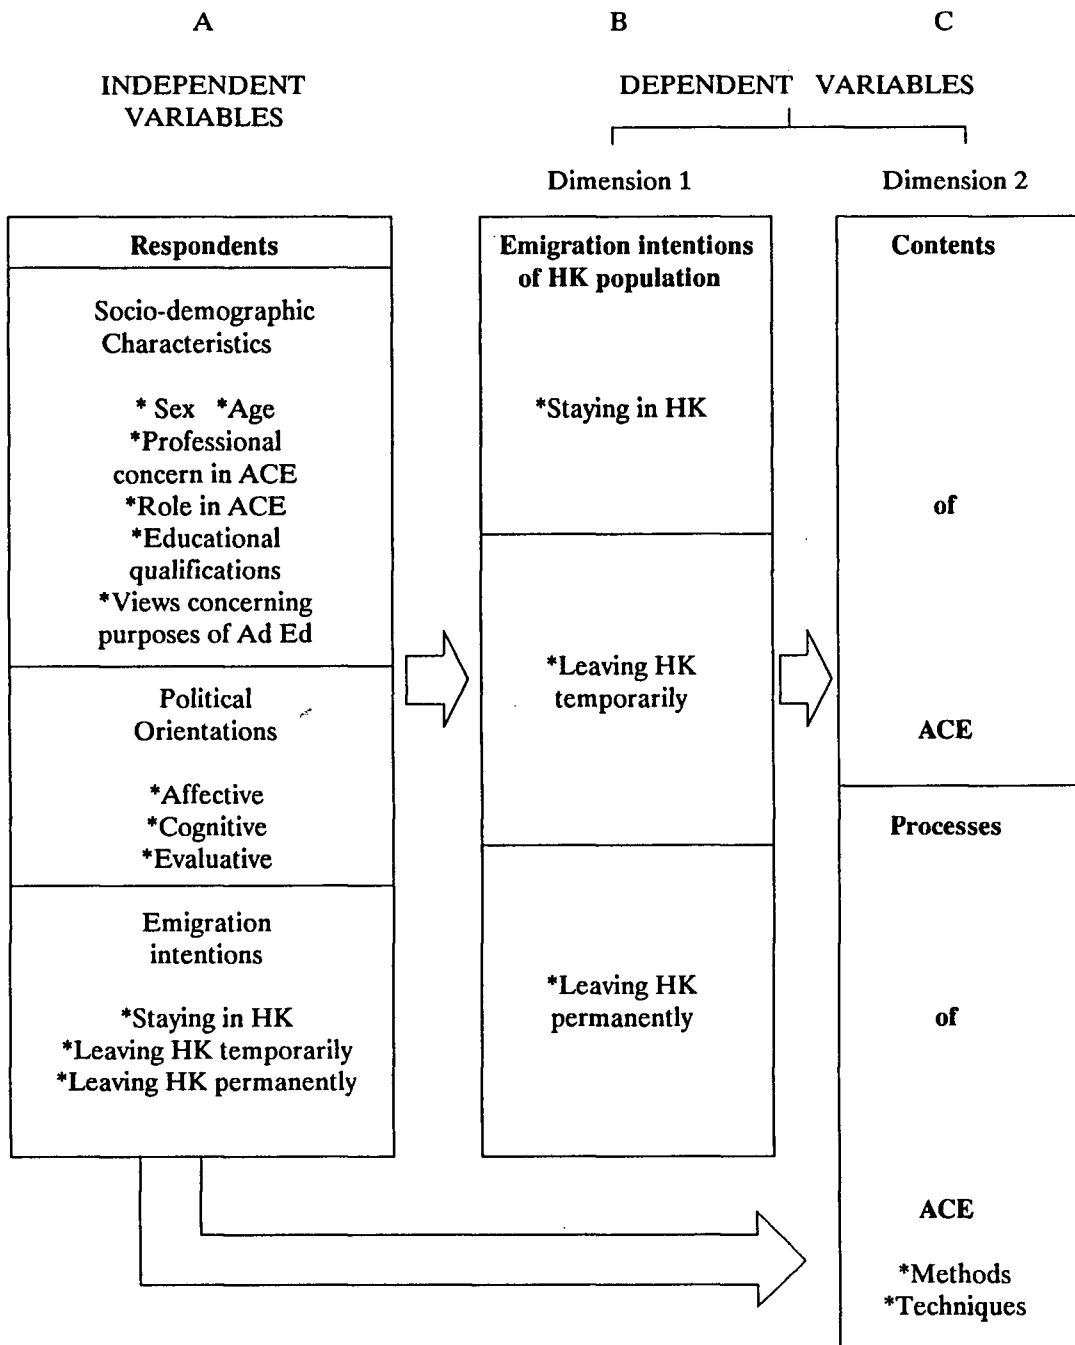 A
B
C
INDEPENDENT
VARIABLES
DEPENDENT VARIABLES
Dimension 1
Dimension 2
Respondents
Socio-demographic
Characteristics
* Sex *Age
*Professional
concern in ACE
*Role in ACE
*Educational
qualifications
*Views concerning
purposes of Ad Ed
Political
Orientations
*Affective
*Cognitive
*Evaluative
Emigration
intentions
*Staying in HK
*Leaving HK temporarily
*Leaving HK permanently
Emigration intentions
of HK population
*Staying in HK
*Leaving HK
temporarily
*Leaving HK
permanently
Contents
of
ACE
Processes
of
ACE
*Methods
*Techniques